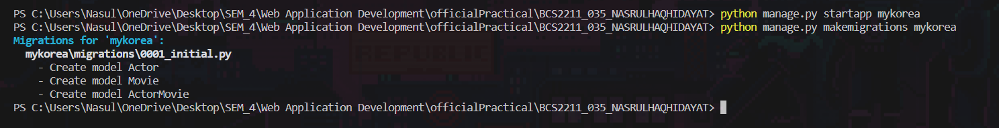 PS C:\Users\Nasul\OneDrive\Desktop\SEM_4\Web Application Development\officialPractical\BCS2211_035_NASRULHAQHIDAYAT> python manage.py startapp mykorea
PS C:\Users\Nasul\OneDrive\Desktop\SEM_4\Web Application Development\officialPractical\BCS2211_035_NASRULHAQHIDAYAT> python manage.py makemigrations mykorea
Migrations for 'mykorea':
  mykorea\migrations\0001_initial.py
    - Create model Actor
    - Create model Movie
    - Create model ActorMovie
PS C:\Users\Nasul\OneDrive\Desktop\SEM_4\Web Application Development\officialPractical\BCS2211_035_NASRULHAQHIDAYAT>
REPUBLIC